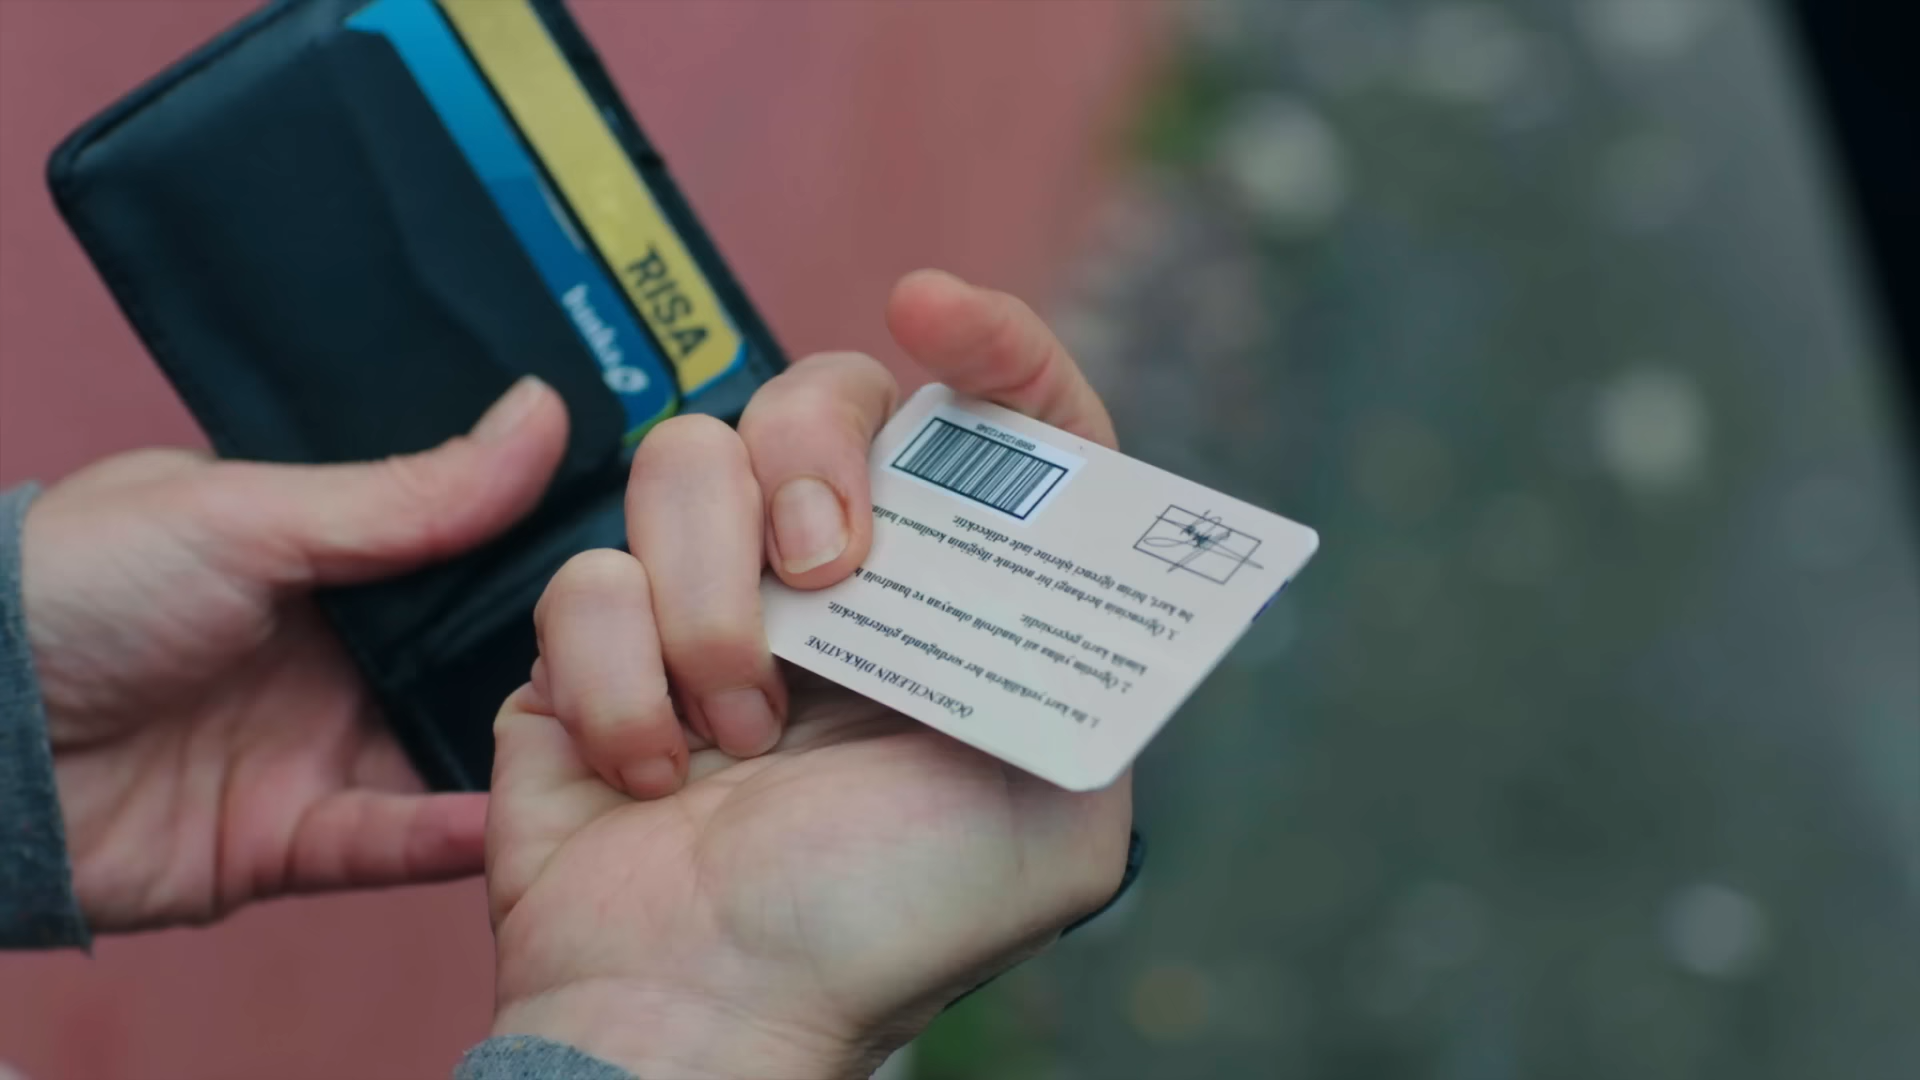 RISA
banka
ÖĞRENCİLERİN DİKKATİNE
1. Bu kart yetkililerin her sorduğunda gösterilecektir.
2. Öğretim yılına ait bandrolü olmayan ve bandrolü
kimlik kartı geçersizdir.
3. Öğrencinin herhangi bir nedenle ilişiğinin kesilmesi
bu kart, birim öğrenci işlerine iade edilecektir.